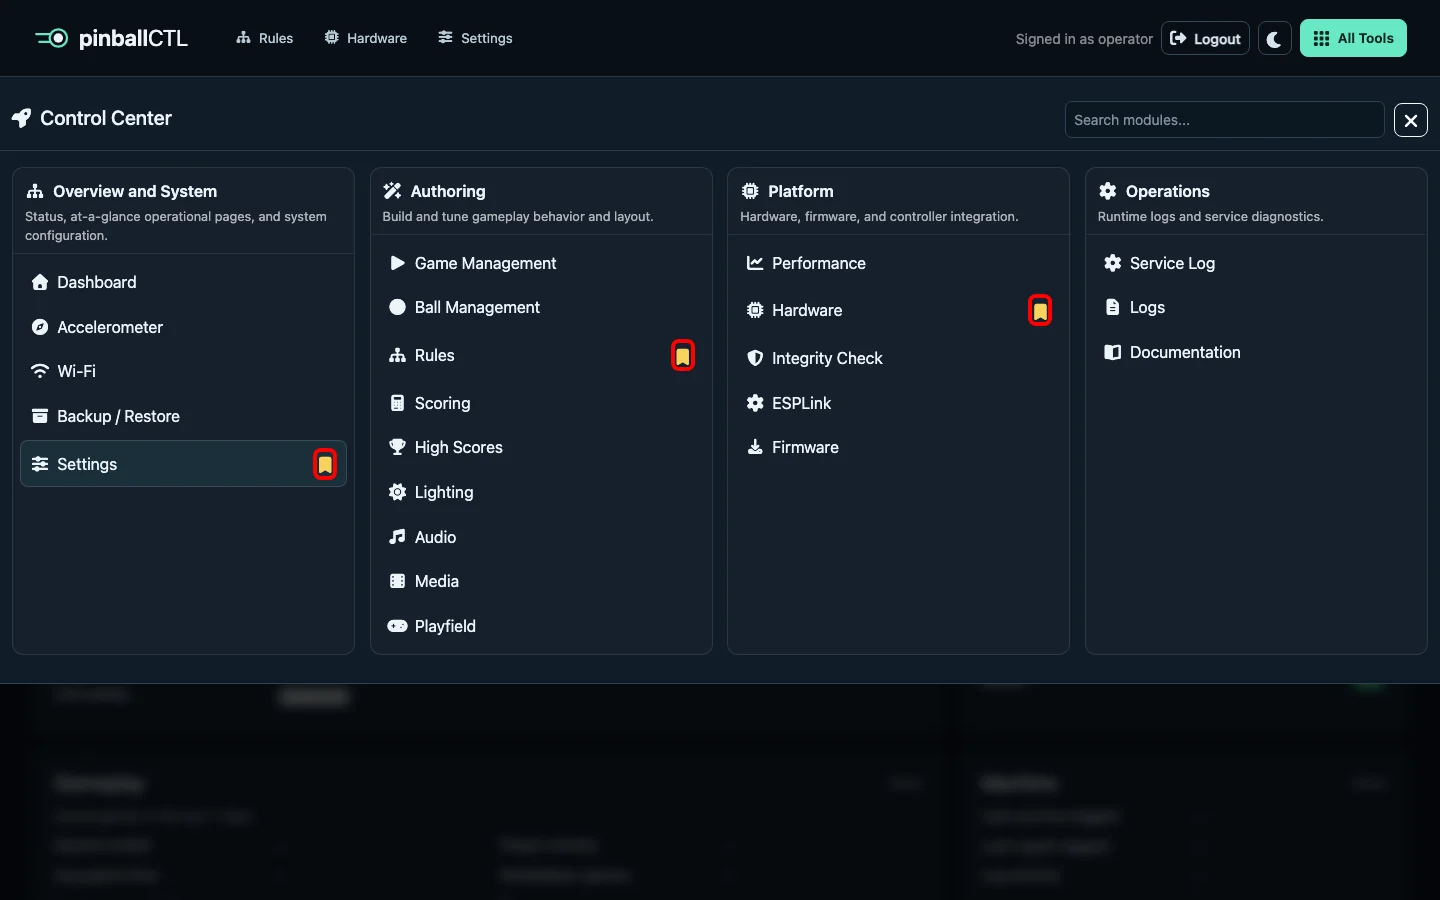 pinballCTL
Rules
Hardware
Settings
Signed in as operator
Logout
All Tools
Control Center
Search modules...
Overview and System
Status, at-a-glance operational pages, and system
configuration.
Dashboard
Accelerometer
Wi-Fi
Backup / Restore
Settings
Authoring
Build and tune gameplay behavior and layout.
Game Management
Ball Management
Rules
Scoring
High Scores
Lighting
Audio
Media
Playfield
Platform
Hardware, firmware, and controller integration.
Performance
Hardware
Integrity Check
ESPLink
Firmware
Operations
Runtime logs and service diagnostics.
Service Log
Logs
Documentation